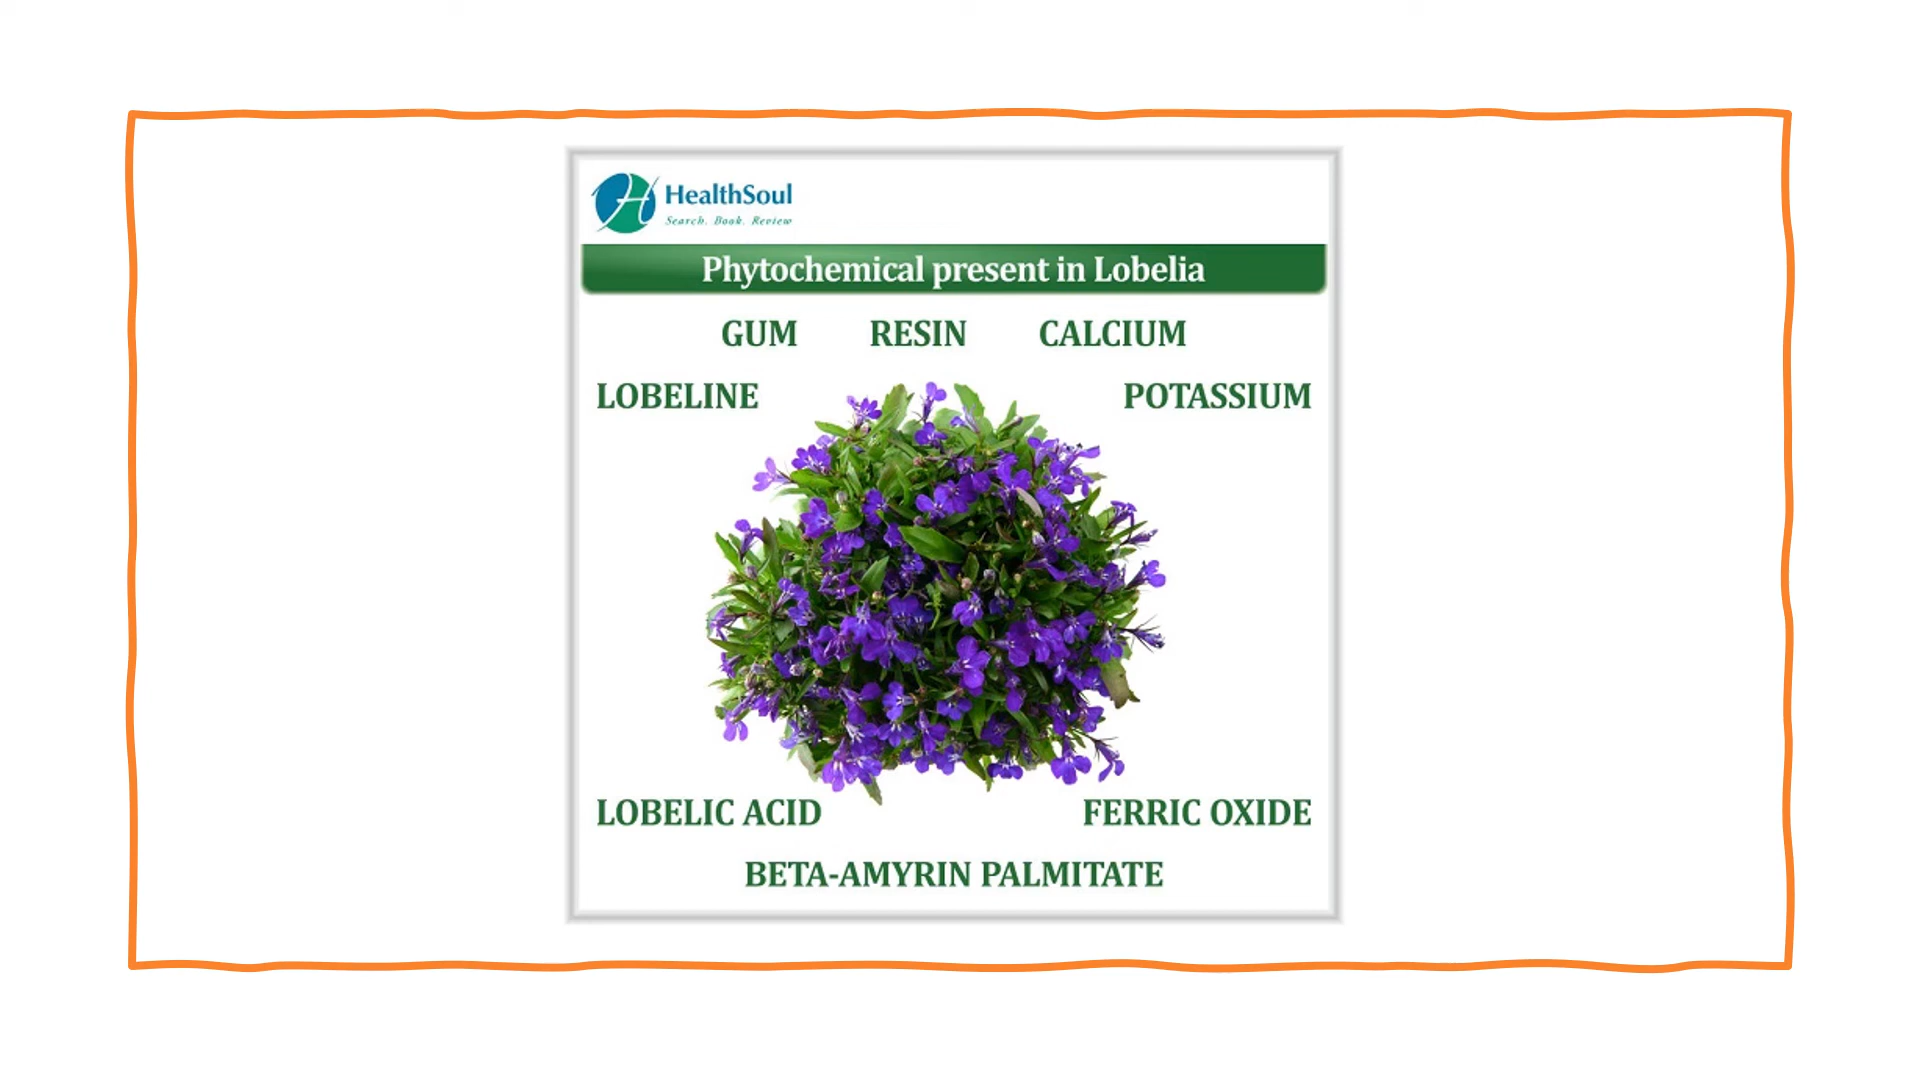 HealthSoul
Search. Book. Review
Phytochemical present in Lobelia
GUM RESIN CALCIUM
LOBELINE POTASSIUM
LOBELIC ACID FERRIC OXIDE
BETA-AMYRIN PALMITATE